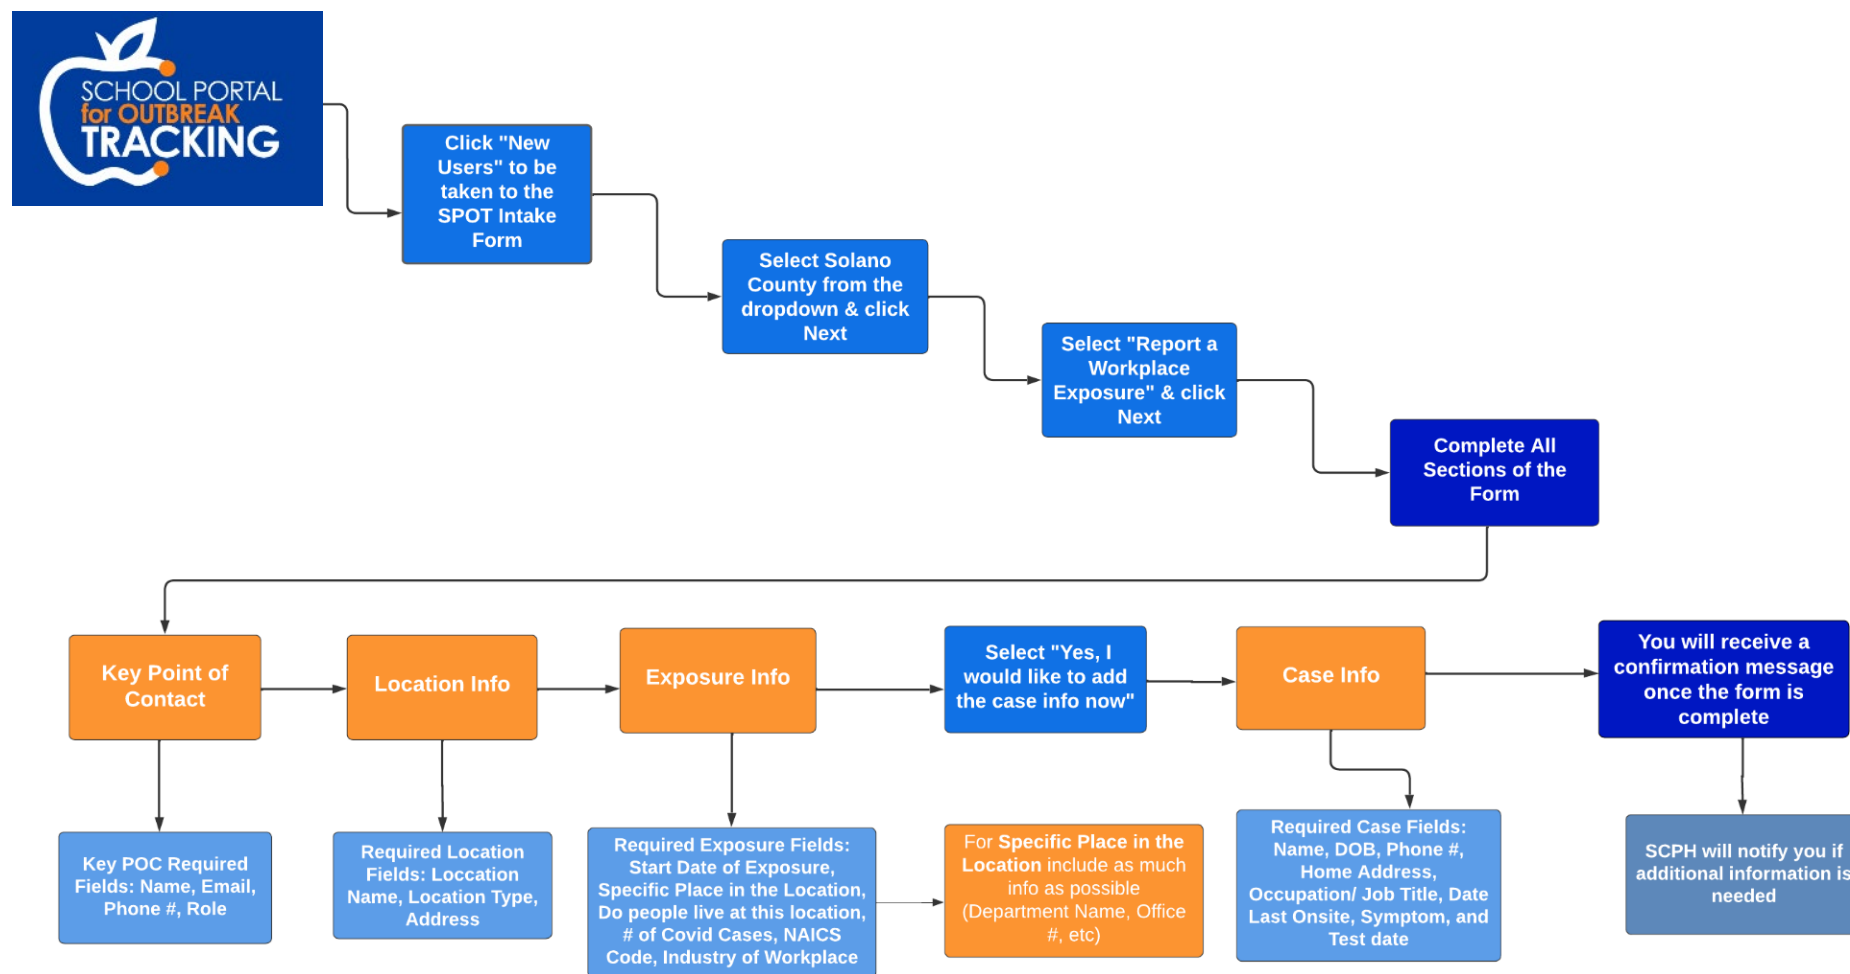 SCHOOL PORTAL
for OUTBREAK
TRACKING
Click "New
Users" to be
taken to the
SPOT Intake
Form
Select Solano
County from the
dropdown & click
Next
Select "Report a
Workplace
Exposure" & click
Next
Complete All
Sections of the
Form
Key Point of
Contact
Location Info
Exposure Info
Select "Yes, I
would like to add
the case info now"
Case Info
You will receive a
confirmation message
once the form is
complete
Key POC Required
Fields: Name, Email,
Phone #, Role
Required Location
Fields: Loccation
Name, Location Type,
Address
Required Exposure Fields:
Start Date of Exposure,
Specific Place in the Location,
Do people live at this location,
# of Covid Cases, NAICS
Code, Industry of Workplace
For Specific Place in the
Location include as much
info as possible
(Department Name, Office
#, etc)
Required Case Fields:
Name, DOB, Phone #,
Home Address,
Occupation/ Job Title, Date
Last Onsite, Symptom, and
Test date
SCPH will notify you if
additional information is
needed